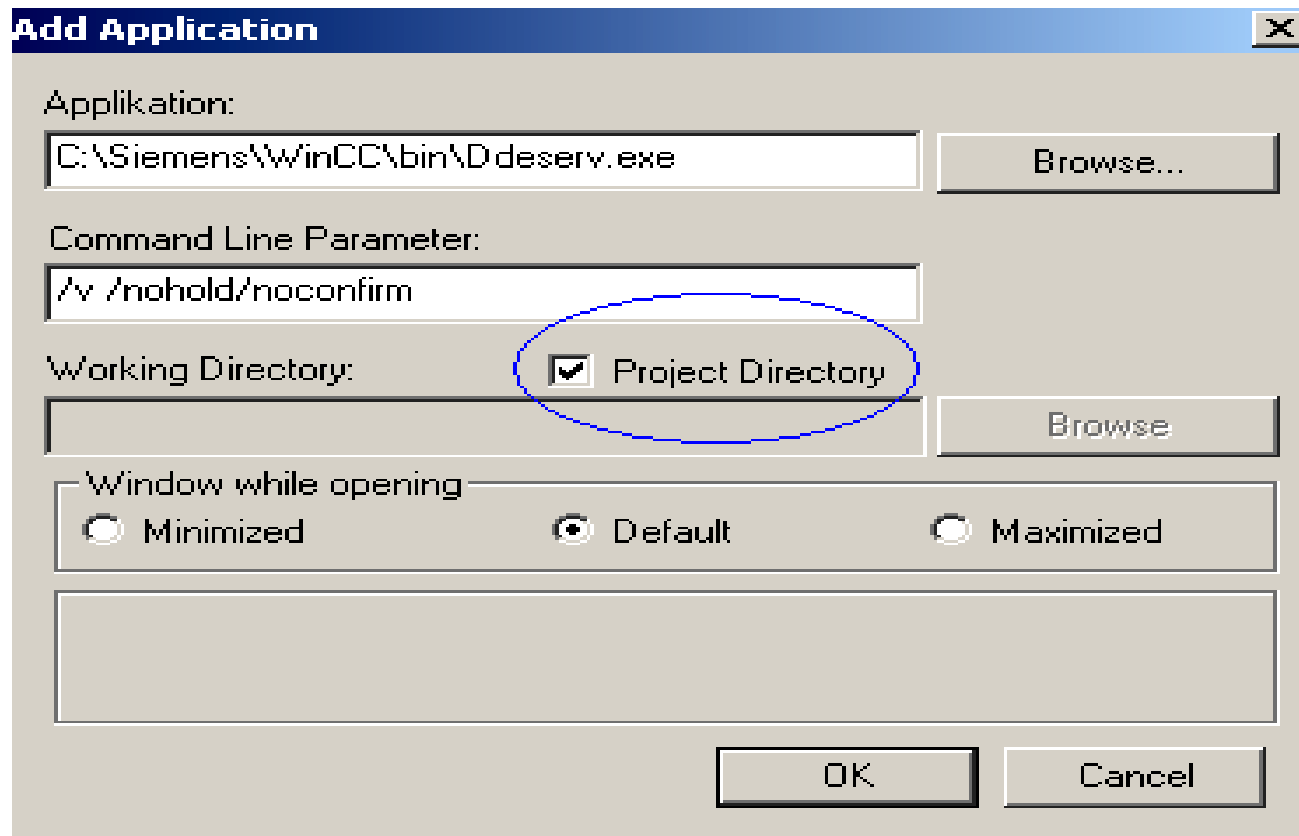 Add Application
Applikation:
C:\Siemens\WinCC\bin\Ddeserv.exe
Browse...
Command Line Parameter:
/v /nohold/noconfirm
Working Directory:
Project Directory
Browse
Window while opening
Minimized
Default
Maximized
OK
Cancel